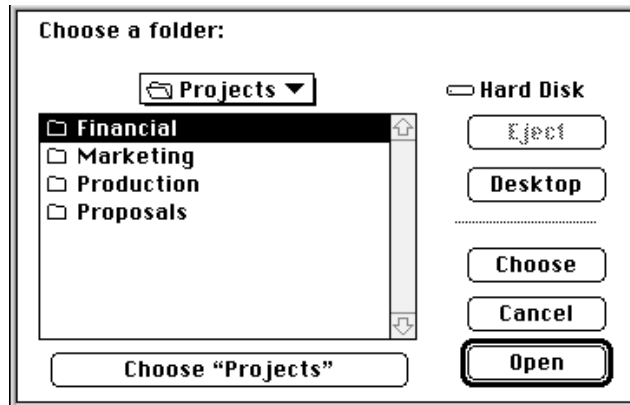 Choose a folder:
Projects
Hard Disk
Financial
Marketing
Production
Proposals
Eject
Desktop
Choose
Cancel
Open
Choose “Projects”